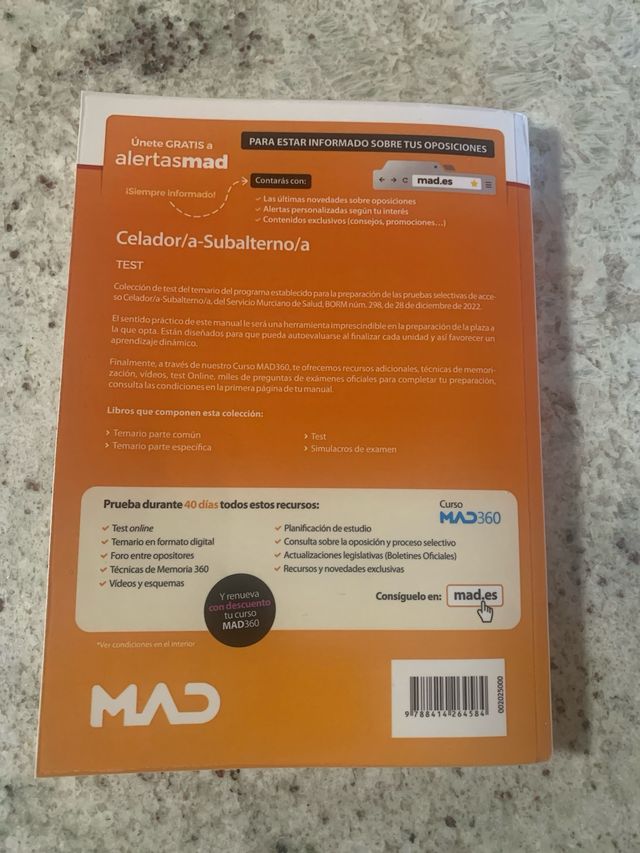 Únete GRATIS a
alertasmad
PARA ESTAR INFORMADO SOBRE TUS OPOSICIONES
¡Siempre informado!
Contarás con:
mad.es
Las últimas novedades sobre oposiciones
Alertas personalizadas según tu interés
Contenidos exclusivos (consejos, promociones...)
Celador/a-Subalterno/a
TEST
Colección de test del temario del programa establecido para la preparación de las pruebas selectivas de acce-
so Celador/a-Subalterno/a, del Servicio Murciano de Salud, BORM núm. 298, de 28 de diciembre de 2022.
El sentido práctico de este manual le será una herramienta imprescindible en la preparación de la plaza a
la que opta. Están diseñados para que pueda autoevaluarse al finalizar cada unidad y así favorecer un
aprendizaje dinámico.
Finalmente, a través de nuestro Curso MAD360, te ofrecemos recursos adicionales, técnicas de memori-
zación, vídeos, test Online, miles de preguntas de exámenes oficiales para completar tu preparación,
consulta las condiciones en la primera página de tu manual.
Libros que componen esta colección:
Temario parte común
Temario parte específica
Test
Simulacros de examen
Prueba durante 40 días todos estos recursos:
Curso
MAD360
Test online
Temario en formato digital
Foro entre opositores
Técnicas de Memoria 360
Vídeos y esquemas
Planificación de estudio
Consulta sobre la oposición y proceso selectivo
Actualizaciones legislativas (Boletines Oficiales)
Recursos y novedades exclusivas
Y renueva
con descuento
tu curso
MAD360
Consíguelo en:
mad.es
*Ver condiciones en el interior
MAD
9 788414 264584
002025000